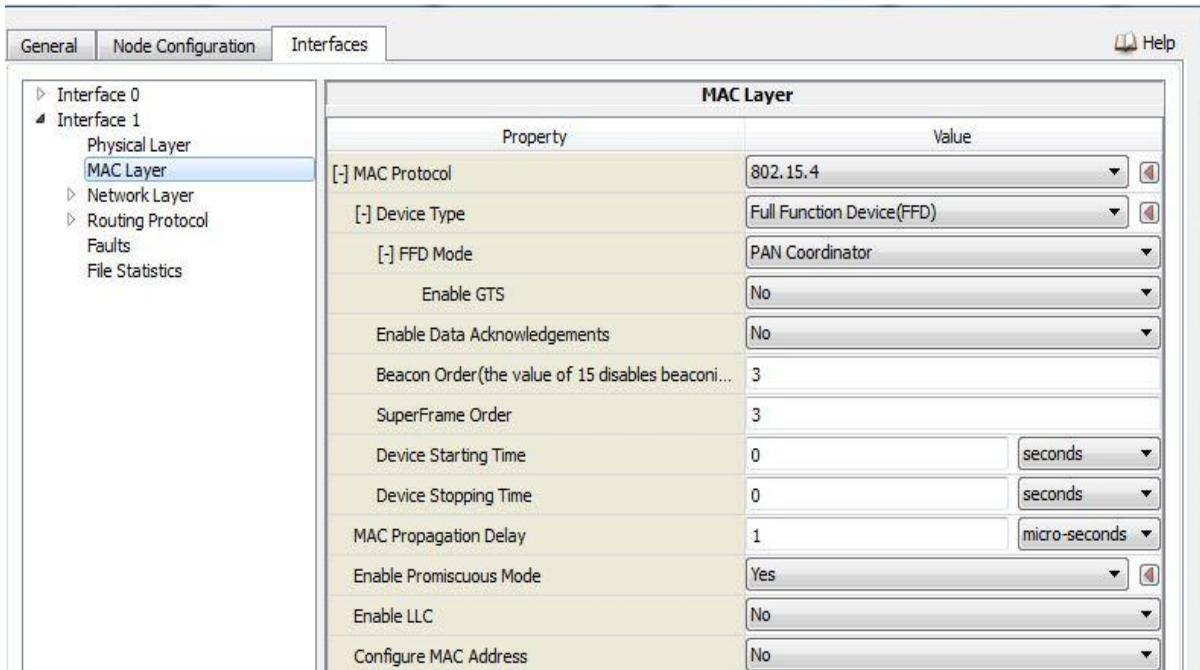 General Node Configuration Interfaces Help
Interface 0
Interface 1
Physical Layer
MAC Layer
Network Layer
Routing Protocol
Faults
File Statistics
MAC Layer
Property Value
[-] MAC Protocol 802.15.4
[-] Device Type Full Function Device(FFD)
[-] FFD Mode PAN Coordinator
Enable GTS No
Enable Data Acknowledgements No
Beacon Order(the value of 15 disables beaconi... 3
SuperFrame Order 3
Device Starting Time 0 seconds
Device Stopping Time 0 seconds
MAC Propagation Delay 1 micro-seconds
Enable Promiscuous Mode Yes
Enable LLC No
Configure MAC Address No